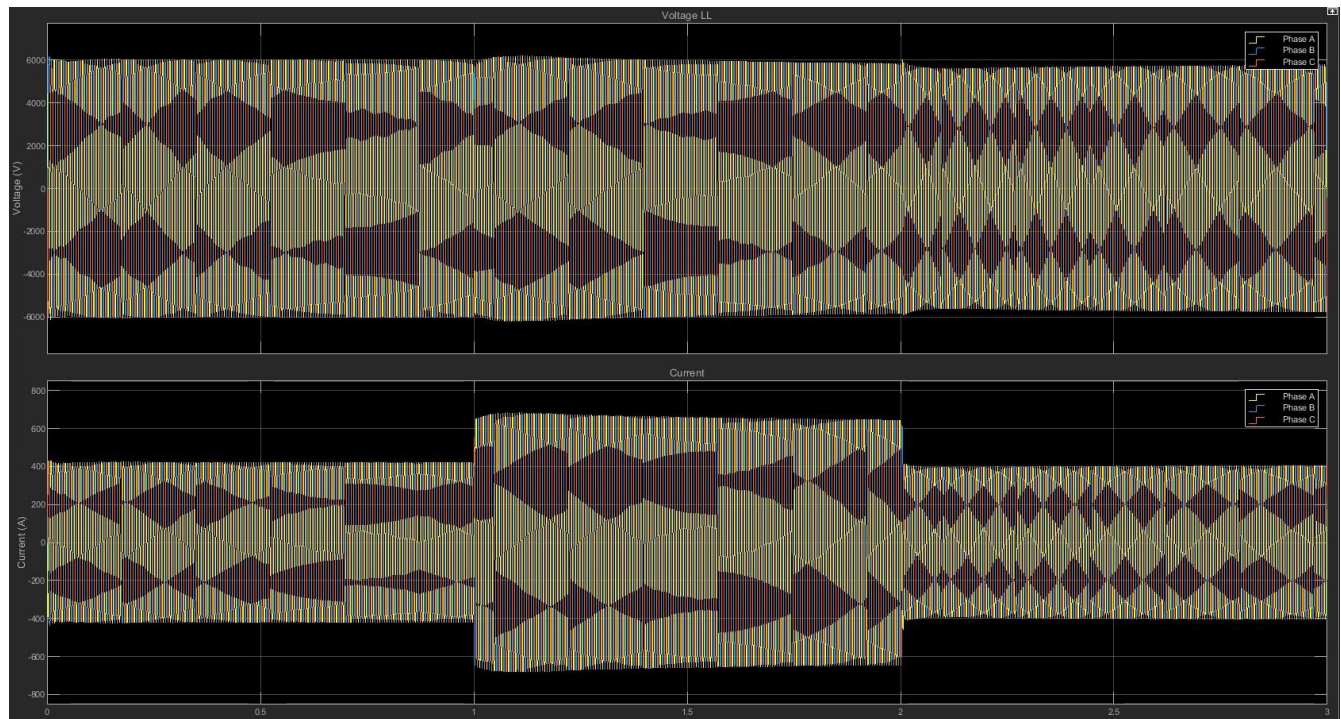 Voltage LL
Phase A
Phase B
Phase C
6000
4000
2000
0
-2000
-4000
-6000
Voltage (V)
Current
Phase A
Phase B
Phase C
800
600
400
200
0
-200
-400
-600
-800
Current (A)
0
0.5
1
1.5
2
2.5
3